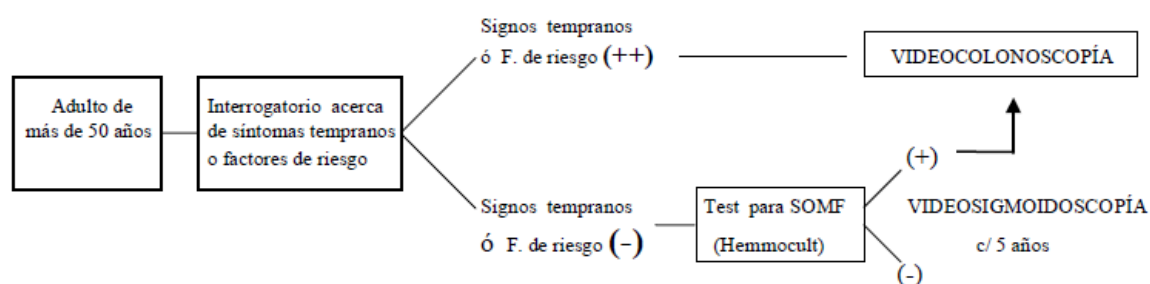 Adulto de
más de 50 años
Interrogatorio acerca
de síntomas tempranos
o factores de riesgo
Signos tempranos
ó F. de riesgo (++)
VIDEOCOLONOSCOPÍA
Signos tempranos
ó F. de riesgo (-)
Test para SOMF
(Hemmocult)
(+)
VIDEOSIGMOIDOSCOPÍA
c/ 5 años
(-)